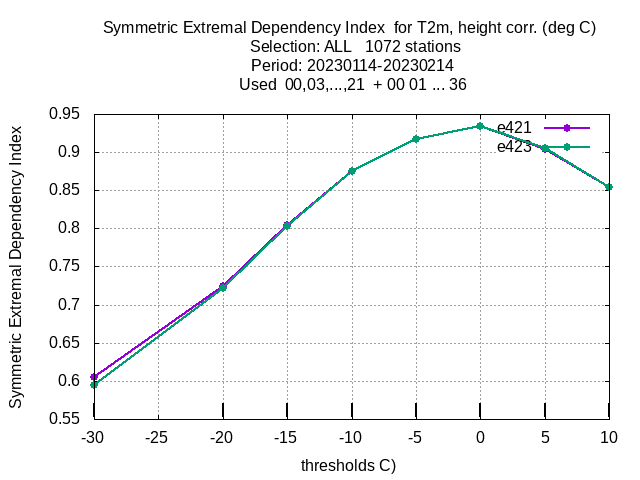 Symmetric Extremal Dependency Index  for T2m, height corr. (deg C)
Selection: ALL   1072 stations
Period: 20230114-20230214
Used  00,03,...,21  + 00 01 ... 36
Symmetric Extremal Dependency Index
0.95
0.9
0.85
0.8
0.75
0.7
0.65
0.6
0.55
e421
e423
-30 -25 -20 -15 -10 -5 0 5 10
thresholds C)